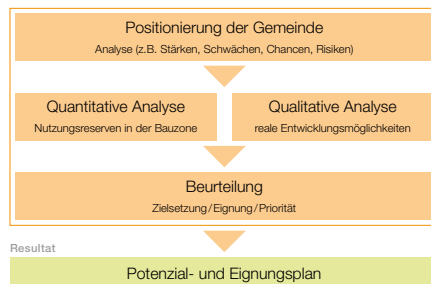 Positionierung der Gemeinde
Analyse (z.B. Stärken, Schwächen, Chancen, Risiken)
Quantitative Analyse
Nutzungsreserven in der Bauzone
Qualitative Analyse
reale Entwicklungsmöglichkeiten
Beurteilung
Zielsetzung/Eignung/Priorität
Resultat
Potenzial- und Eignungsplan